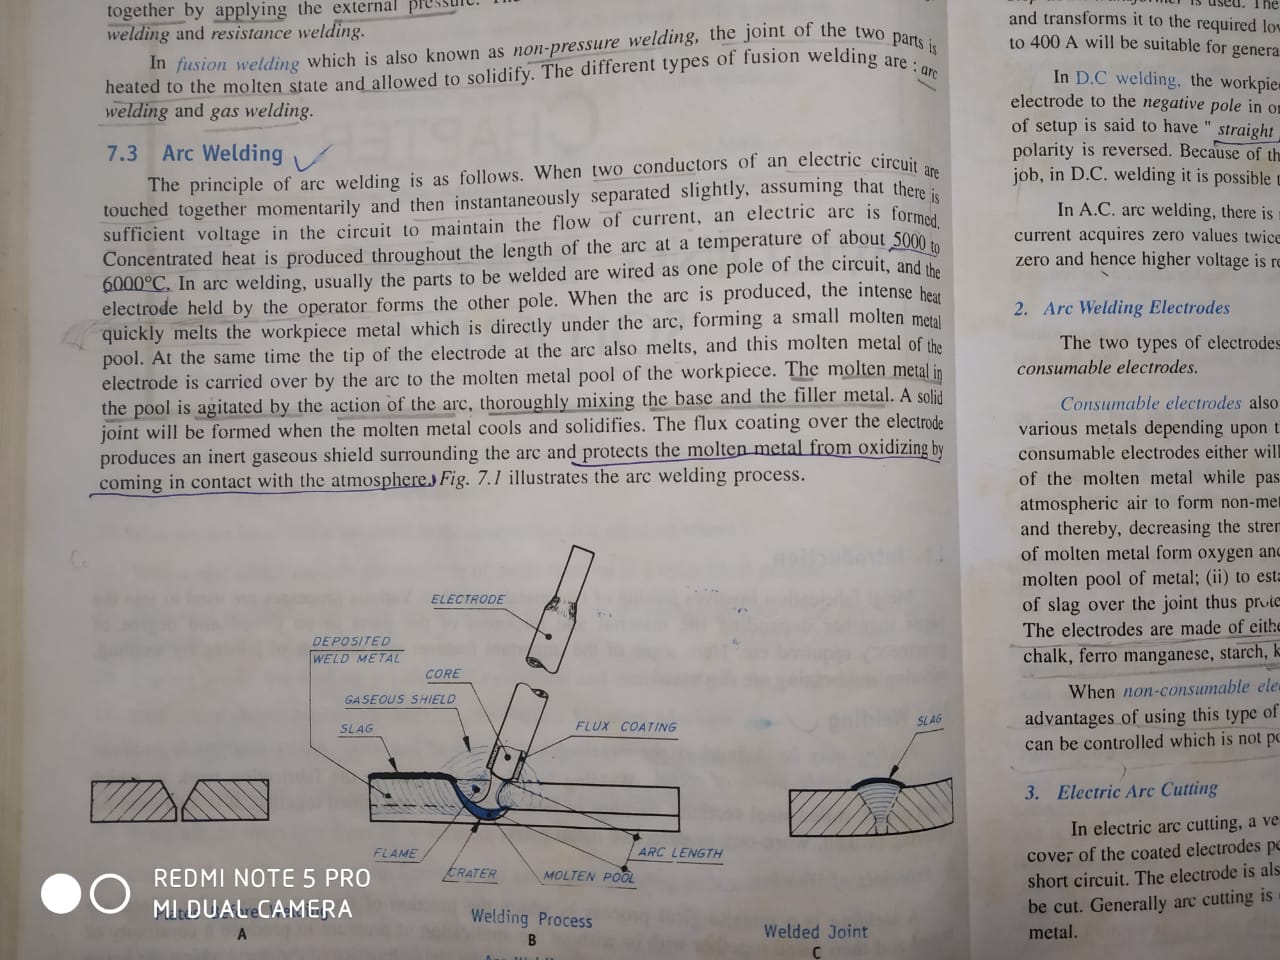 together by applying the external pressure.
welding and resistance welding.
In fusion welding which is also known as non-pressure welding, the joint of the two parts is
heated to the molten state and allowed to solidify. The different types of fusion welding are : arc
welding and gas welding.
7.3 Arc Welding
The principle of arc welding is as follows. When two conductors of an electric circuit are
touched together momentarily and then instantaneously separated slightly, assuming that there is
sufficient voltage in the circuit to maintain the flow of current, an electric arc is formed.
Concentrated heat is produced throughout the length of the arc at a temperature of about 5000 to
6000°C. In arc welding, usually the parts to be welded are wired as one pole of the circuit, and the
electrode held by the operator forms the other pole. When the arc is produced, the intense heat
quickly melts the workpiece metal which is directly under the arc, forming a small molten metal
pool. At the same time the tip of the electrode at the arc also melts, and this molten metal of the
electrode is carried over by the arc to the molten metal pool of the workpiece. The molten metal in
the pool is agitated by the action of the arc, thoroughly mixing the base and the filler metal. A solid
joint will be formed when the molten metal cools and solidifies. The flux coating over the electrode
produces an inert gaseous shield surrounding the arc and protects the molten metal from oxidizing by
coming in contact with the atmosphere. Fig. 7.1 illustrates the arc welding process.
ELECTRODE
DEPOSITED
WELD METAL
CORE
GASEOUS SHIELD
SLAG
FLUX COATING
SLAG
FLAME
CRATER
MOLTEN POOL
ARC LENGTH
A
Welding Process
B
Welded Joint
C
REDMI NOTE 5 PRO
MI DUAL CAMERA
is used. The
and transforms it to the required
to 400 A will be suitable for
In D.C welding, the
electrode to the negative pole in
of setup is said to have " straight
polarity is reversed. Because of
job, in D.C. welding it is possible
In A.C. arc welding, there is
current acquires zero values twice
zero and hence higher voltage is
2. Arc Welding Electrodes
The two types of electrodes
consumable electrodes.
Consumable electrodes also
various metals depending upon
consumable electrodes either will
of the molten metal while
atmospheric air to form
and thereby, decreasing the
of molten metal form oxygen
molten pool of metal; (ii) to
of slag over the joint thus
The electrodes are made of
chalk, ferro manganese, starch,
When non-consumable
advantages of using this type of
can be controlled which is not
3. Electric Arc Cutting
In electric arc cutting, a
cover of the coated electrodes
short circuit. The electrode is
be cut. Generally arc cutting is
metal.